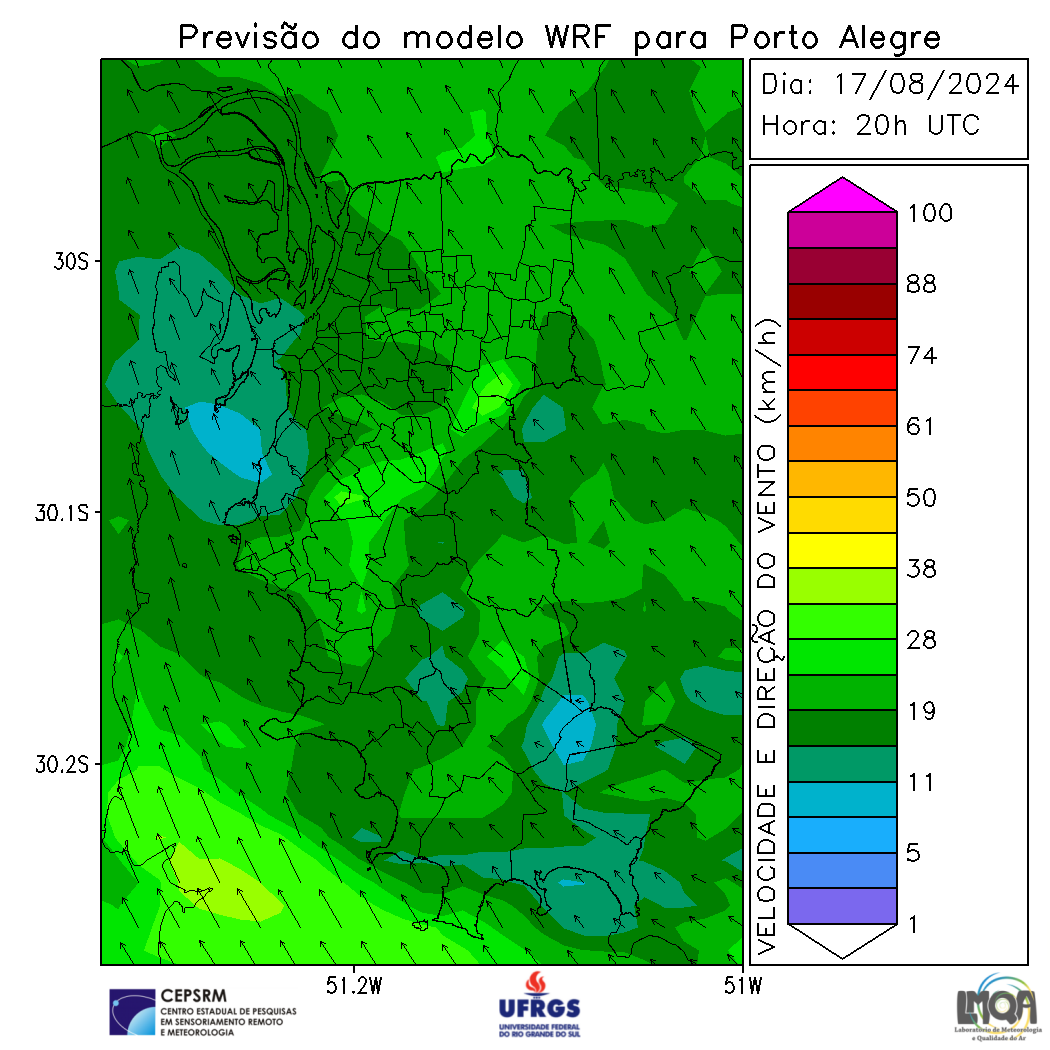 Previsão do modelo WRF para Porto Alegre
Dia: 17/08/2024
Hora: 20h UTC
30S
30.1S
30.2S
51.2W
51W
VELOCIDADE E DIREÇÃO DO VENTO (km/h)
100
88
74
61
50
38
28
19
11
5
1
CEPSRM
CENTRO ESTADUAL DE PESQUISAS
EM SENSORIAMENTO REMOTO
E METEOROLOGIA
UFRGS
UNIVERSIDADE FEDERAL
DO RIO GRANDE DO SUL
LMQA
Laboratório de Meteorologia
e Qualidade do Ar